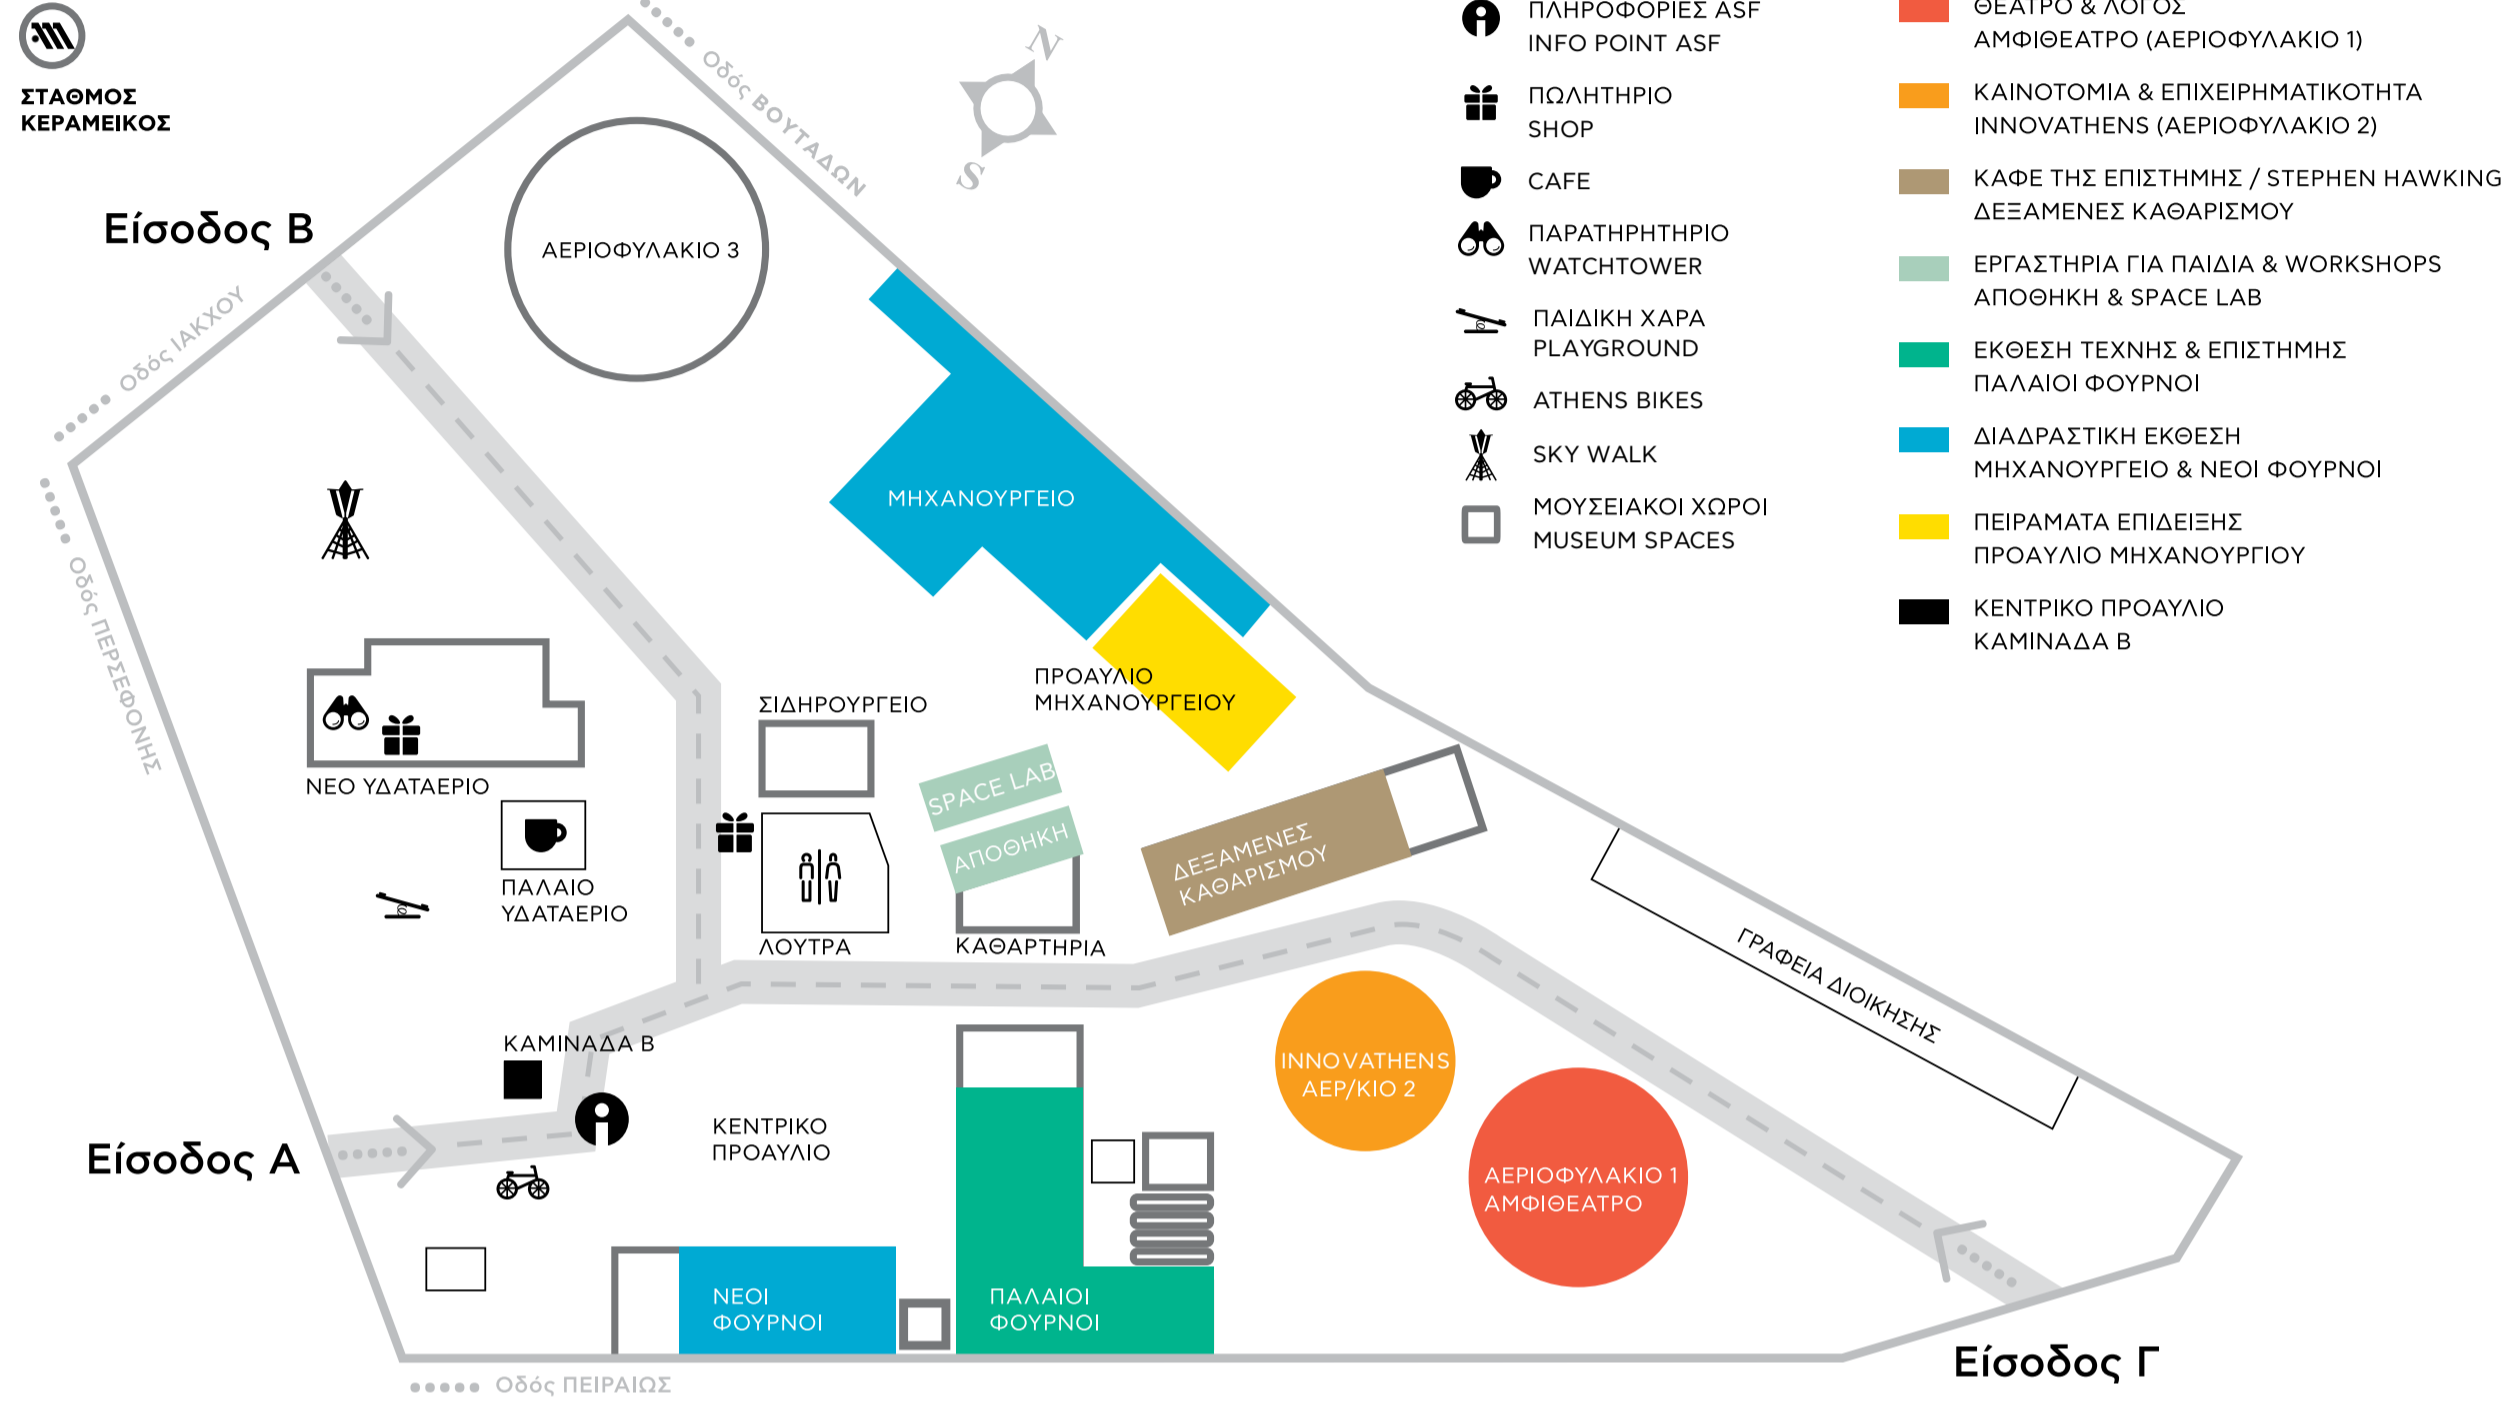 ΣΤΑΘΜΟΣ
ΚΕΡΑΜΕΙΚΟΣ
Είσοδος Β
Οδός ΙΑΚΧΟΥ
Οδός ΠΕΡΣΕΦΟΝΗΣ
Οδός ΒΟΥΤΑΔΩΝ
N
S
ΑΕΡΙΟΦΥΛΑΚΙΟ 3
ΜΗΧΑΝΟΥΡΓΕΙΟ
ΠΡΟΑΥΛΙΟ
ΜΗΧΑΝΟΥΡΓΕΙΟΥ
ΣΙΔΗΡΟΥΡΓΕΙΟ
ΝΕΟ ΥΔΑΤΑΕΡΙΟ
SPACE LAB
ΑΠΟΘΗΚΗ
ΠΑΛΑΙΟ
ΥΔΑΤΑΕΡΙΟ
ΛΟΥΤΡΑ
ΚΑΘΑΡΤΗΡΙΑ
ΔΕΞΑΜΕΝΕΣ
ΚΑΘΑΡΙΣΜΟΥ
ΓΡΑΦΕΙΑ ΔΙΟΙΚΗΣΗΣ
ΚΑΜΙΝΑΔΑ Β
ΚΕΝΤΡΙΚΟ
ΠΡΟΑΥΛΙΟ
INNOVATHENS
ΑΕΡ/ΚΙΟ 2
ΑΕΡΙΟΦΥΛΑΚΙΟ 1
ΑΜΦΙΘΕΑΤΡΟ
Είσοδος Α
ΝΕΟΙ
ΦΟΥΡΝΟΙ
ΠΑΛΑΙΟΙ
ΦΟΥΡΝΟΙ
Είσοδος Γ
Οδός ΠΕΙΡΑΙΩΣ
ΠΛΗΡΟΦΟΡΙΕΣ ASF
INFO POINT ASF
ΠΩΛΗΤΗΡΙΟ
SHOP
CAFE
ΠΑΡΑΤΗΡΗΤΗΡΙΟ
WATCHTOWER
ΠΑΙΔΙΚΗ ΧΑΡΑ
PLAYGROUND
ATHENS BIKES
SKY WALK
ΜΟΥΣΕΙΑΚΟΙ ΧΩΡΟΙ
MUSEUM SPACES
ΘΕΑΤΡΟ & ΛΟΓΟΣ
ΑΜΦΙΘΕΑΤΡΟ (ΑΕΡΙΟΦΥΛΑΚΙΟ 1)
ΚΑΙΝΟΤΟΜΙΑ & ΕΠΙΧΕΙΡΗΜΑΤΙΚΟΤΗΤΑ
INNOVATHENS (ΑΕΡΙΟΦΥΛΑΚΙΟ 2)
ΚΑΦΕ ΤΗΣ ΕΠΙΣΤΗΜΗΣ / STEPHEN HAWKING
ΔΕΞΑΜΕΝΕΣ ΚΑΘΑΡΙΣΜΟΥ
ΕΡΓΑΣΤΗΡΙΑ ΓΙΑ ΠΑΙΔΙΑ & WORKSHOPS
ΑΠΟΘΗΚΗ & SPACE LAB
ΕΚΘΕΣΗ ΤΕΧΝΗΣ & ΕΠΙΣΤΗΜΗΣ
ΠΑΛΑΙΟΙ ΦΟΥΡΝΟΙ
ΔΙΑΔΡΑΣΤΙΚΗ ΕΚΘΕΣΗ
ΜΗΧΑΝΟΥΡΓΕΙΟ & ΝΕΟΙ ΦΟΥΡΝΟΙ
ΠΕΙΡΑΜΑΤΑ ΕΠΙΔΕΙΞΗΣ
ΠΡΟΑΥΛΙΟ ΜΗΧΑΝΟΥΡΓΙΟΥ
ΚΕΝΤΡΙΚΟ ΠΡΟΑΥΛΙΟ
ΚΑΜΙΝΑΔΑ Β